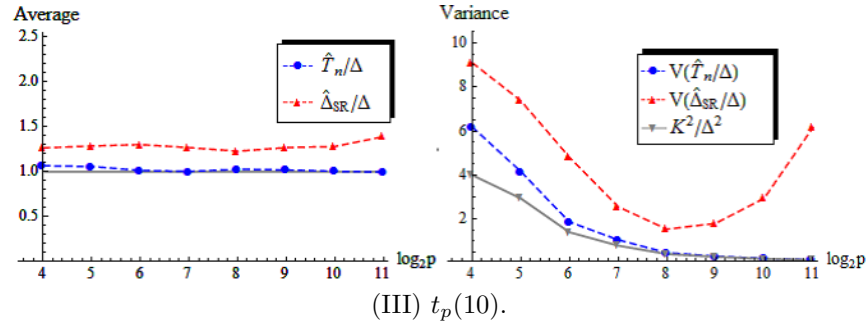 Average
2.5
2.0
1.5
1.0
0.5
4 5 6 7 8 9 10 11 log₂p
T̂ₙ/Δ
Δ̂_SR/Δ
Variance
10
8
6
4
2
4 5 6 7 8 9 10 11 log₂p
V(T̂ₙ/Δ)
V(Δ̂_SR/Δ)
K²/Δ²
(III) tₚ(10).